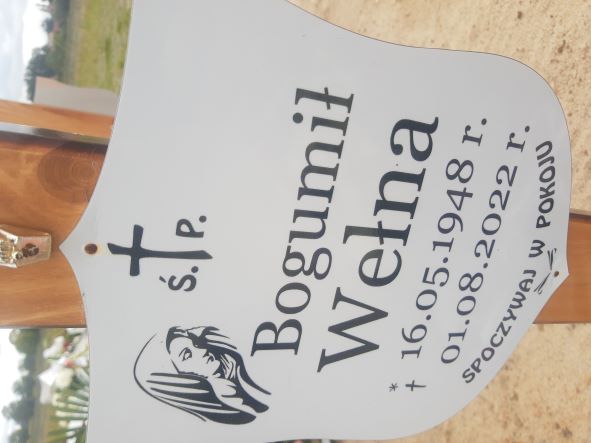 Ś. P.
Bogumił
Wełna
* 16.05.1948 r.
† 01.08.2022 r.
SPOCZYWAJ W POKOJU